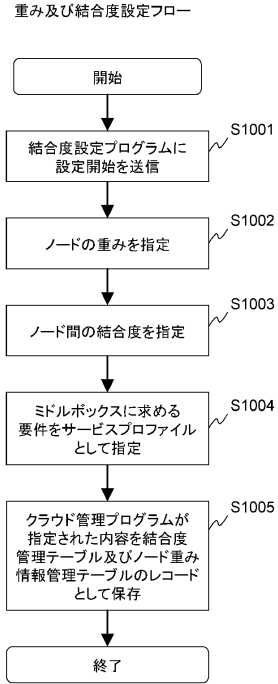 重み及び結合度設定フロー
開始
S1001
結合度設定プログラムに
設定開始を送信
S1002
ノードの重みを指定
S1003
ノード間の結合度を指定
S1004
ミドルボックスに求める
要件をサービスプロファイル
として指定
S1005
クラウド管理プログラムが
指定された内容を結合度
管理テーブル及びノード重み
情報管理テーブルのレコード
として保存
終了